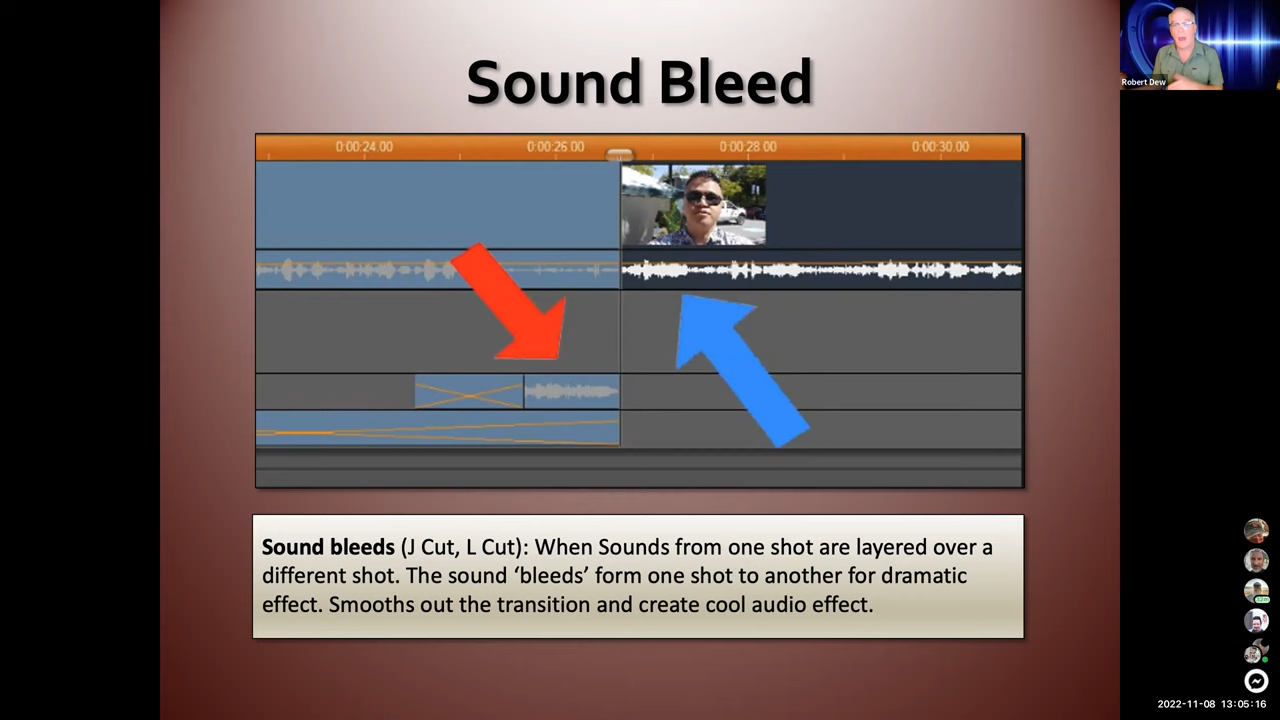 Sound Bleed
Robert Dew
0:00:24.00 0:00:26.00 0:00:28.00 0:00:30.00
Sound bleeds (J Cut, L Cut): When Sounds from one shot are layered over a
different shot. The sound ‘bleeds’ form one shot to another for dramatic
effect. Smooths out the transition and create cool audio effect.
2022-11-08 13:05:16